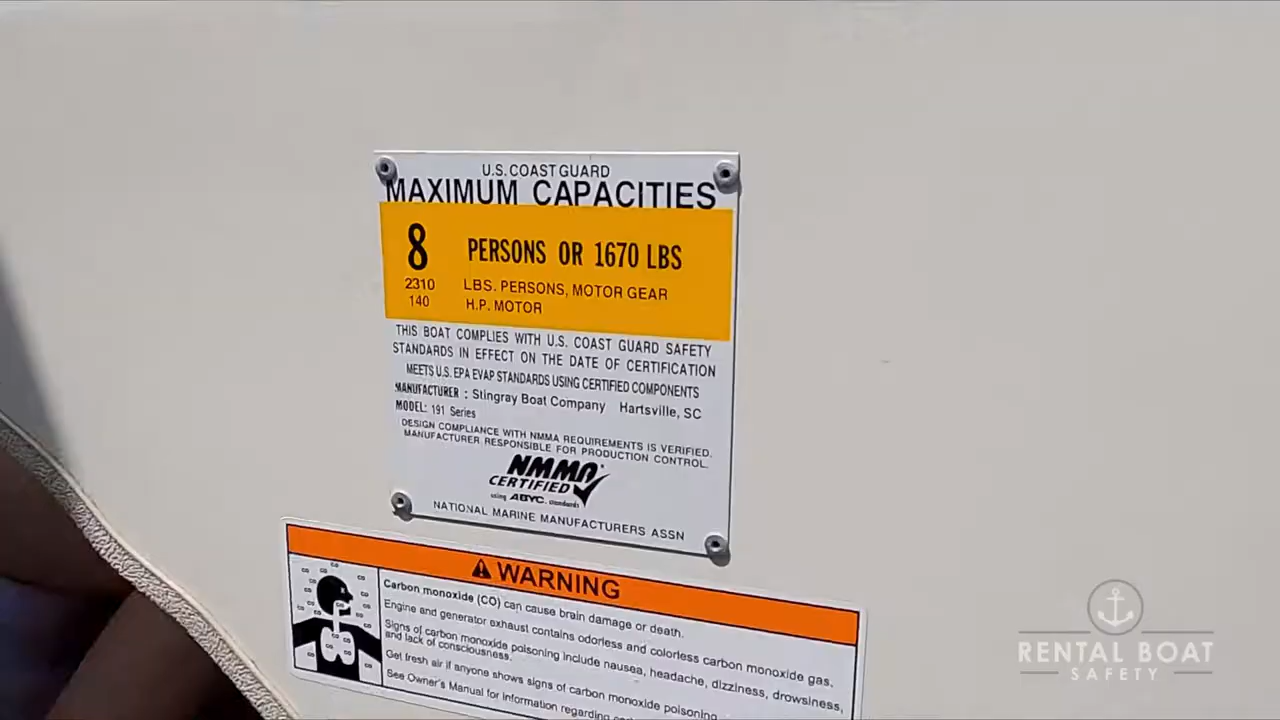 U.S. COAST GUARD
MAXIMUM CAPACITIES
8 PERSONS OR 1670 LBS
2310 LBS. PERSONS, MOTOR GEAR
140 H.P. MOTOR
THIS BOAT COMPLIES WITH U.S. COAST GUARD SAFETY
STANDARDS IN EFFECT ON THE DATE OF CERTIFICATION
MEETS U.S. EPA EVAP STANDARDS USING CERTIFIED COMPONENTS
MANUFACTURER : Stingray Boat Company Hartsville, SC
MODEL: 191 Series
DESIGN COMPLIANCE WITH NMMA REQUIREMENTS IS VERIFIED.
MANUFACTURER RESPONSIBLE FOR PRODUCTION CONTROL.
NMMA
CERTIFIED
using ABYC. standards
NATIONAL MARINE MANUFACTURERS ASSN
WARNING
Carbon monoxide (CO) can cause brain damage or death.
Engine and generator exhaust contains odorless and colorless carbon monoxide gas.
Signs of carbon monoxide poisoning include nausea, headache, dizziness, drowsiness,
and lack of consciousness.
Get fresh air if anyone shows signs of carbon monoxide poisoning
See Owner's Manual for information regarding
RENTAL BOAT
SAFETY